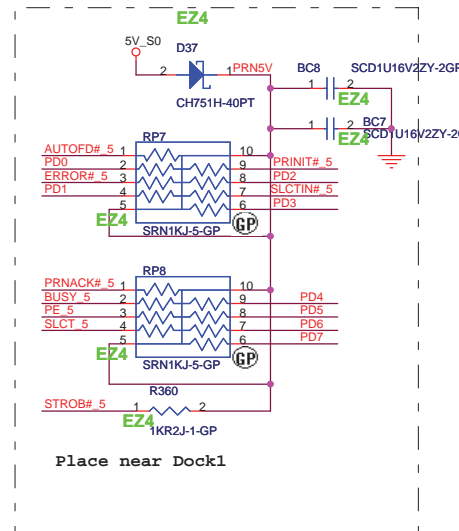 EZ4
5V_S0
D37
2 1 PRN5V
CH751H-40PT
BC8 SCD1U16V2ZY-2GP
1 2
EZ4
BC7
1 2 SCD1U16V2ZY-2G
EZ4
RP7
AUTOFD#_5 1 10
PD0 2 9 PRINIT#_5
ERROR#_5 3 8 PD2
PD1 4 7 SLCTIN#_5
5 6 PD3
EZ4 GP
SRN1KJ-5-GP
RP8
PRNACK#_5 1 10
BUSY_5 2 9 PD4
PE_5 3 8 PD5
SLCT_5 4 7 PD6
5 6 PD7
EZ4 GP
SRN1KJ-5-GP
R360
STROB#_5 1 2
EZ4
1KR2J-1-GP
Place near Dock1